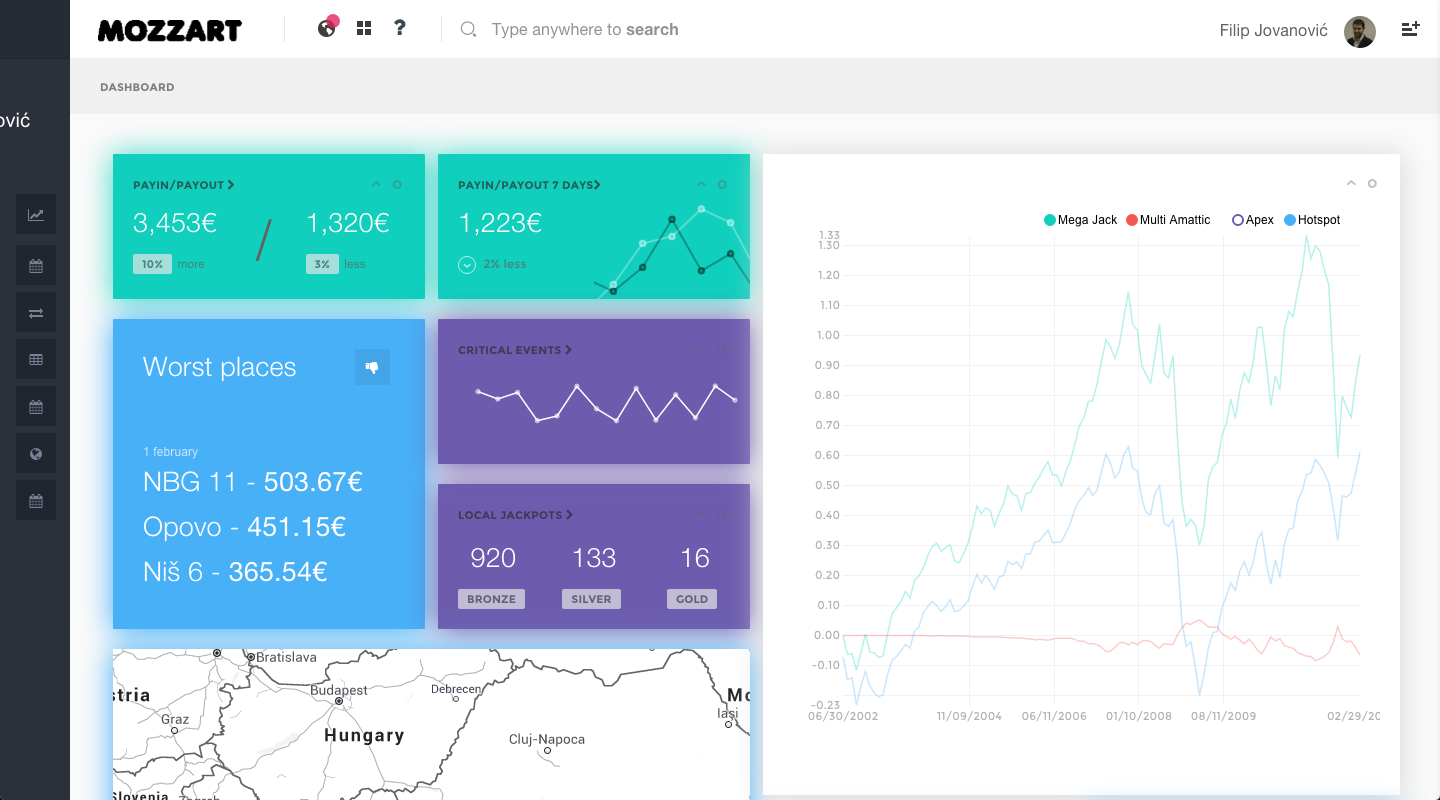 MOZZART
?
Type anywhere to search
Filip Jovanović
DASHBOARD
ović
PAYIN/PAYOUT
3,453€ / 1,320€
10% more
3% less
PAYIN/PAYOUT 7 DAYS
1,223€
2% less
Worst places
1 february
NBG 11 - 503.67€
Opovo - 451.15€
Niš 6 - 365.54€
CRITICAL EVENTS
LOCAL JACKPOTS
920 133 16
BRONZE SILVER GOLD
Mega Jack Multi Amattic Apex Hotspot
1.33
1.30
1.20
1.10
1.00
0.90
0.80
0.70
0.60
0.50
0.40
0.30
0.20
0.10
0.00
-0.10
-0.23
06/30/2002 11/09/2004 06/11/2006 01/10/2008 08/11/2009 02/29/20
Bratislava
stria
Budapest
Debrecen
Mo
Iași
Graz
Hungary
Cluj-Napoca
Slovenia
Zagreb